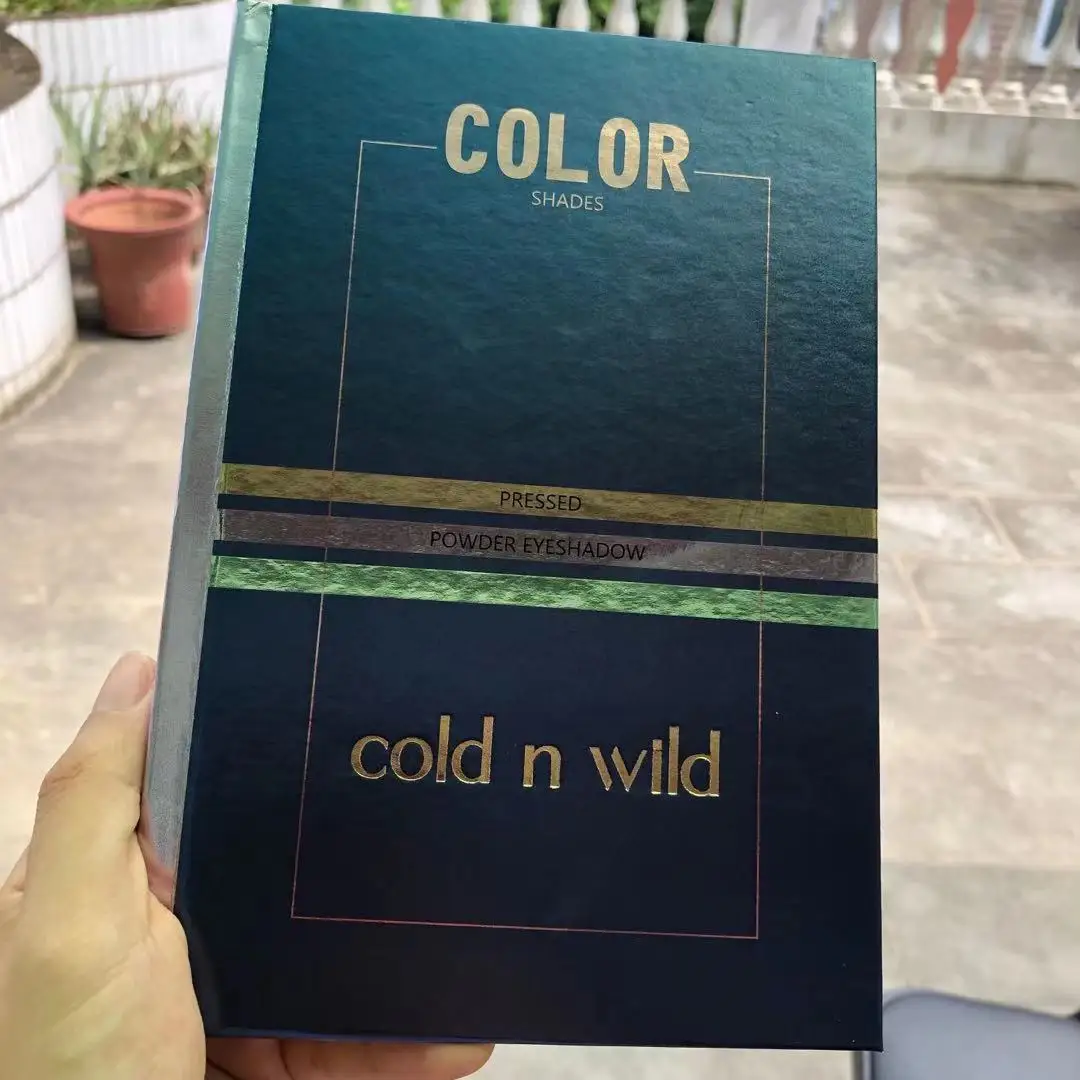 COLOR
SHADES
PRESSED
POWDER EYESHADOW
cold n wild